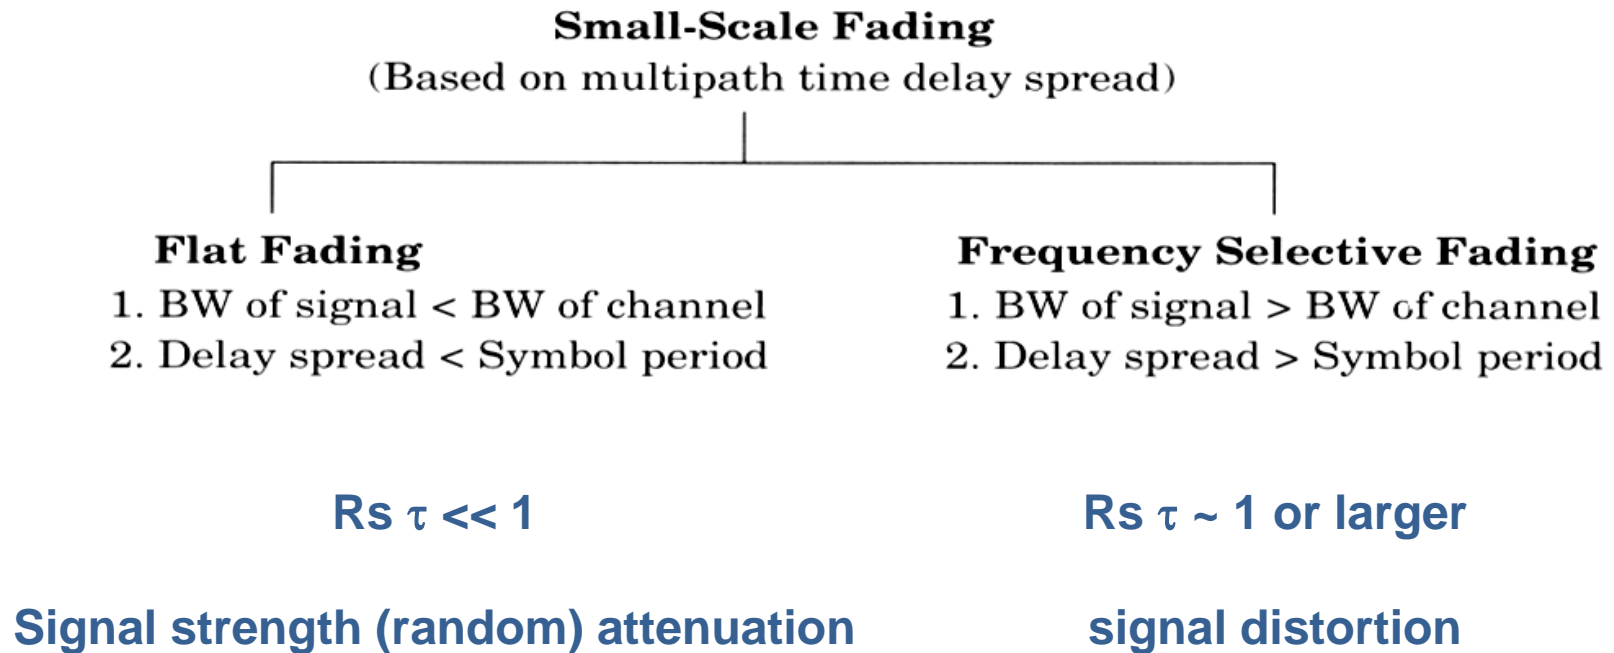 Small-Scale Fading
(Based on multipath time delay spread)
Flat Fading
1. BW of signal < BW of channel
2. Delay spread < Symbol period
Frequency Selective Fading
1. BW of signal > BW of channel
2. Delay spread > Symbol period
Rs τ << 1
Rs τ ~ 1 or larger
Signal strength (random) attenuation
signal distortion